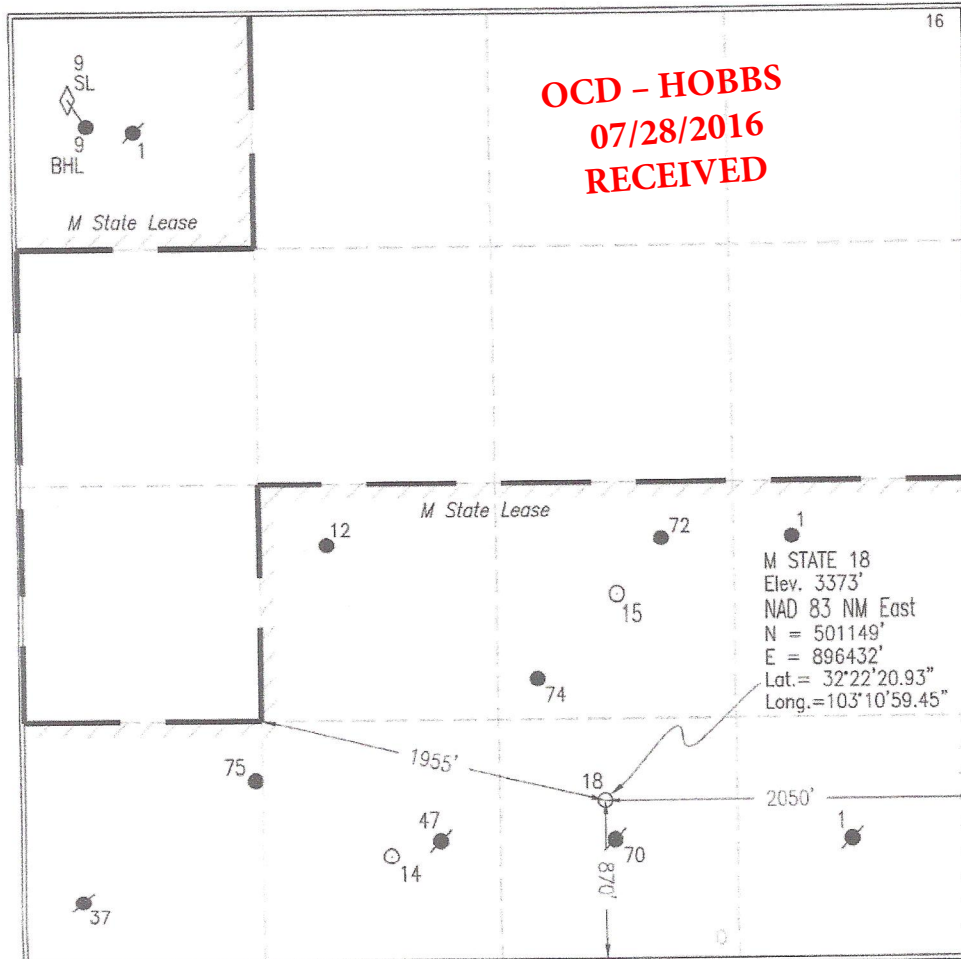 16
OCD – HOBBS
07/28/2016
RECEIVED
9
SL
9
BHL
1
M State Lease
M State Lease
12
72
1
15
M STATE 18
Elev. 3373'
NAD 83 NM East
N = 501149'
E = 896432'
Lat.= 32°22'20.93"
Long.=103°10'59.45"
74
1955'
75
18
2050'
47
14
70
1
870'
37
O